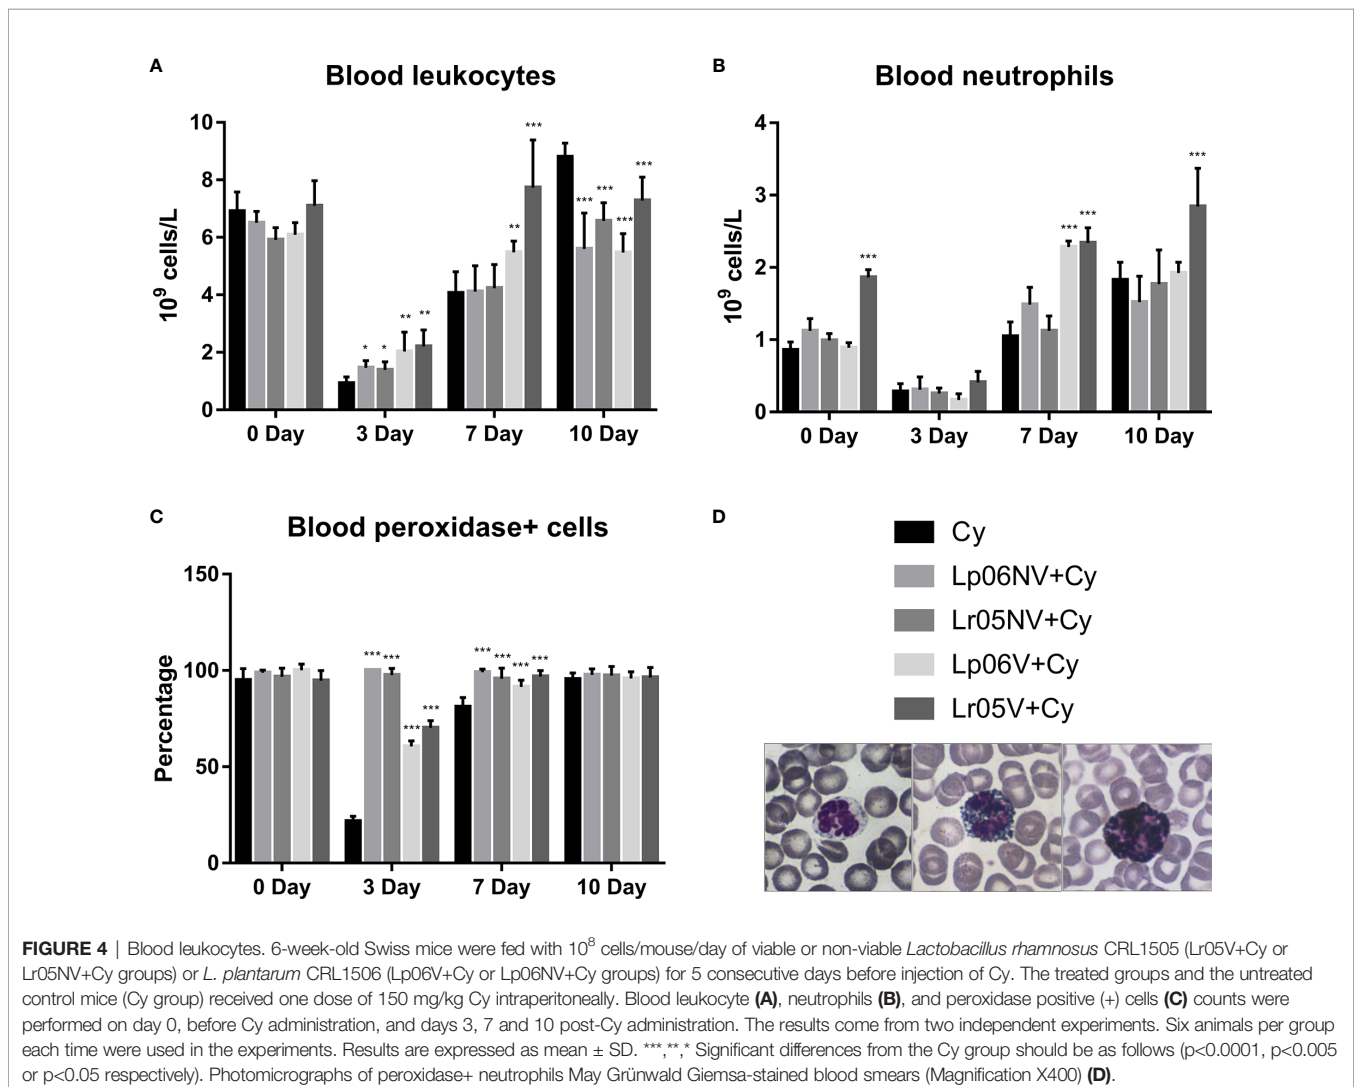 A
Blood leukocytes
10
8
6
4
2
0
10⁹ cells/L
*
*
**
**
**
***
***
***
***
***
0 Day
3 Day
7 Day
10 Day
B
Blood neutrophils
4
3
2
1
0
10⁹ cells/L
***
***
***
***
0 Day
3 Day
7 Day
10 Day
C
Blood peroxidase+ cells
150
100
50
0
Percentage
***
***
***
***
***
***
***
***
0 Day
3 Day
7 Day
10 Day
D
Cy
Lp06NV+Cy
Lr05NV+Cy
Lp06V+Cy
Lr05V+Cy
FIGURE 4 | Blood leukocytes. 6-week-old Swiss mice were fed with 10⁸ cells/mouse/day of viable or non-viable Lactobacillus rhamnosus CRL1505 (Lr05V+Cy or
Lr05NV+Cy groups) or L. plantarum CRL1506 (Lp06V+Cy or Lp06NV+Cy groups) for 5 consecutive days before injection of Cy. The treated groups and the untreated
control mice (Cy group) received one dose of 150 mg/kg Cy intraperitoneally. Blood leukocyte (A), neutrophils (B), and peroxidase positive (+) cells (C) counts were
performed on day 0, before Cy administration, and days 3, 7 and 10 post-Cy administration. The results come from two independent experiments. Six animals per group
each time were used in the experiments. Results are expressed as mean ± SD. ***,**,* Significant differences from the Cy group should be as follows (p<0.0001, p<0.005
or p<0.05 respectively). Photomicrographs of peroxidase+ neutrophils May Grünwald Giemsa-stained blood smears (Magnification X400) (D).